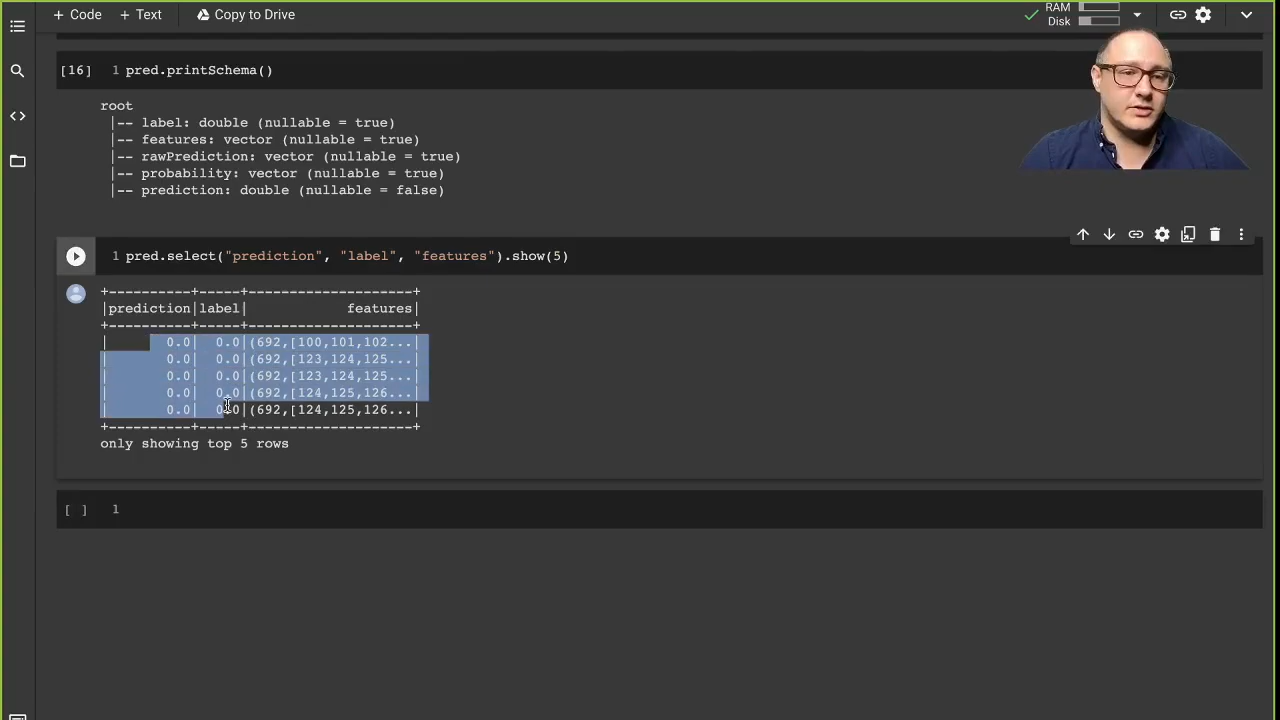 + Code + Text Copy to Drive RAM
Disk
[16] 1 pred.printSchema()
root
|-- label: double (nullable = true)
|-- features: vector (nullable = true)
|-- rawPrediction: vector (nullable = true)
|-- probability: vector (nullable = true)
|-- prediction: double (nullable = false)
1 pred.select("prediction", "label", "features").show(5)
+----------+-----+--------------------+
|prediction|label|            features|
+----------+-----+--------------------+
|       0.0|  0.0|(692,[100,101,102...|
|       0.0|  0.0|(692,[123,124,125...|
|       0.0|  0.0|(692,[123,124,125...|
|       0.0|  0.0|(692,[124,125,126...|
|       0.0|  0.0|(692,[124,125,126...|
+----------+-----+--------------------+
only showing top 5 rows
[ ] 1